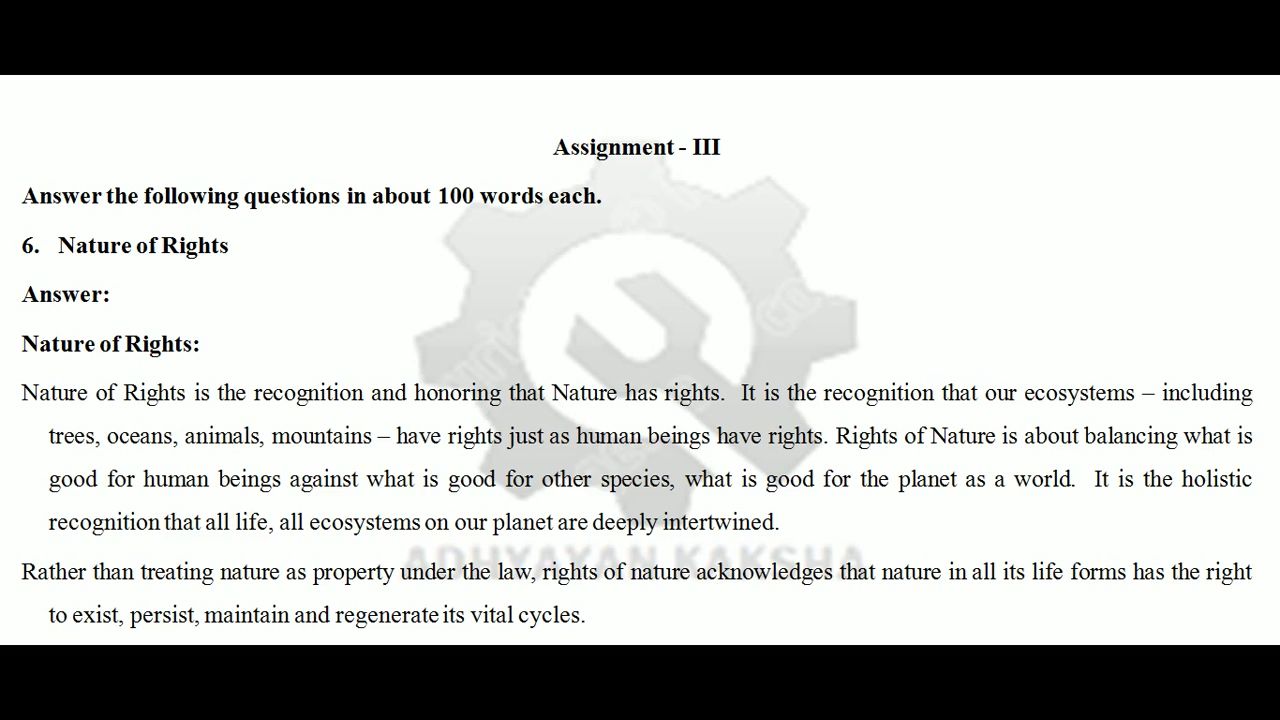 Assignment - III
Answer the following questions in about 100 words each.
6. Nature of Rights
Answer:
Nature of Rights:
Nature of Rights is the recognition and honoring that Nature has rights. It is the recognition that our ecosystems – including
trees, oceans, animals, mountains – have rights just as human beings have rights. Rights of Nature is about balancing what is
good for human beings against what is good for other species, what is good for the planet as a world. It is the holistic
recognition that all life, all ecosystems on our planet are deeply intertwined.
ADHYAYAN KAKSHA
Rather than treating nature as property under the law, rights of nature acknowledges that nature in all its life forms has the right
to exist, persist, maintain and regenerate its vital cycles.